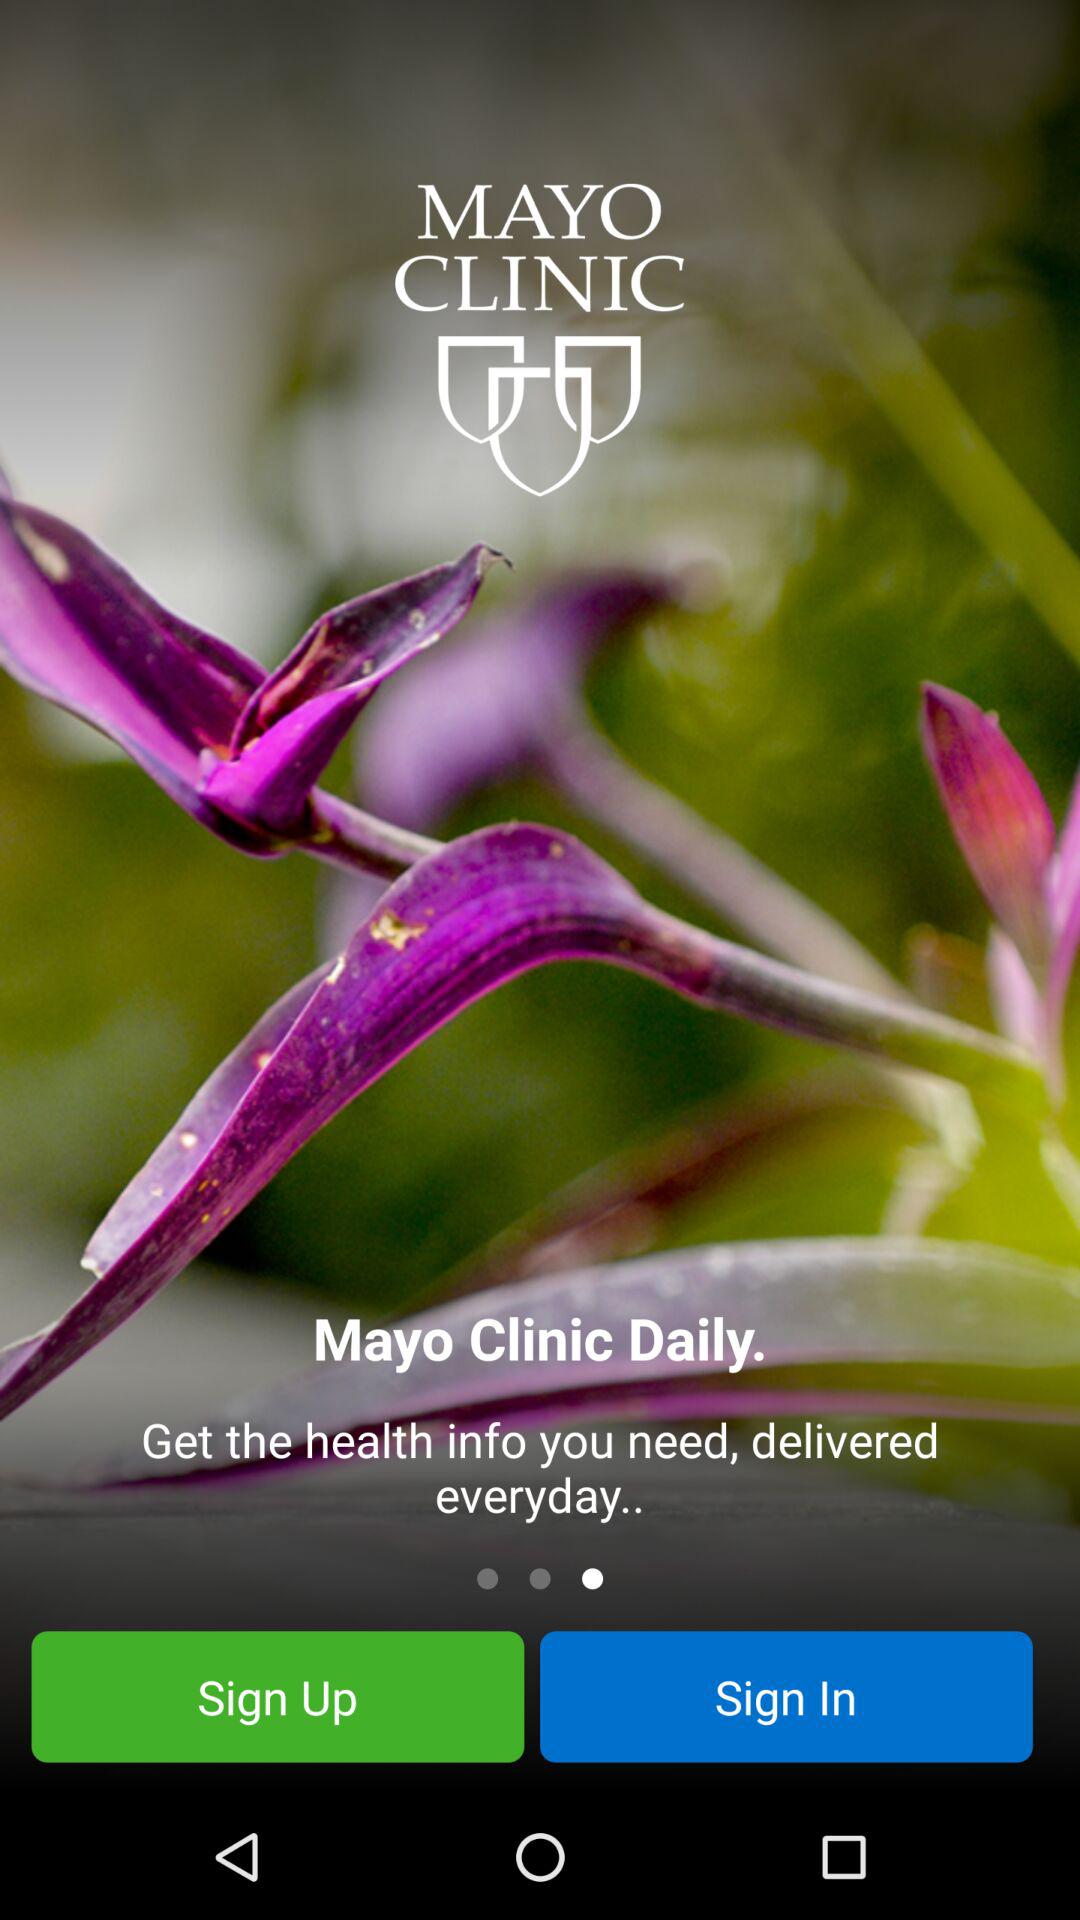 MAYO
CLINIC
Mayo Clinic Daily.
Get the health info you need, delivered
everyday..
Sign Up
Sign In